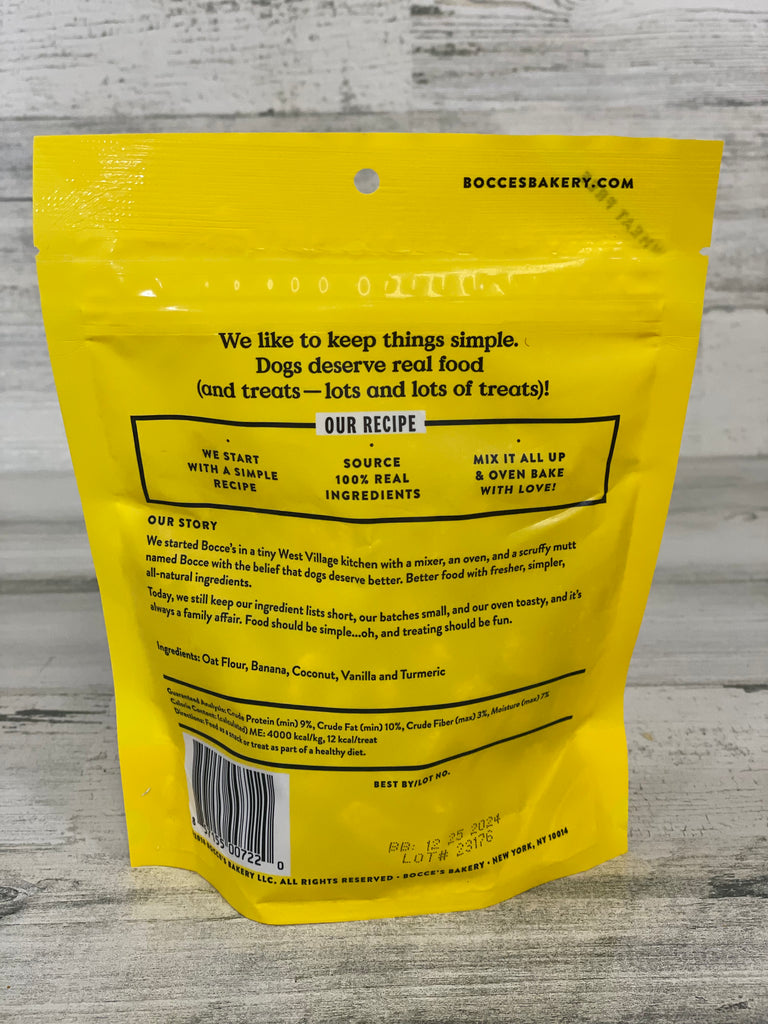 BOCCESBAKERY.COM
We like to keep things simple.
Dogs deserve real food
(and treats—lots and lots of treats)!
OUR RECIPE
WE START
WITH A SIMPLE
RECIPE
SOURCE
100% REAL
INGREDIENTS
MIX IT ALL UP
& OVEN BAKE
WITH LOVE!
OUR STORY
We started Bocce's in a tiny West Village kitchen with a mixer, an oven, and a scruffy mutt
named Bocce with the belief that dogs deserve better. Better food with fresher, simpler,
all-natural ingredients.
Today, we still keep our ingredient lists short, our batches small, and our oven toasty, and it's
always a family affair. Food should be simple...oh, and treating should be fun.
Ingredients: Oat Flour, Banana, Coconut, Vanilla and Turmeric
Guaranteed Analysis: Crude Protein (min) 9%, Crude Fat (min) 10%, Crude Fiber (max) 3%, Moisture (max) 7%
Calorie Content: (calculated) ME: 4000 kcal/kg, 12 kcal/treat
Directions: Feed as a snack or treat as part of a healthy diet.
BEST BY/LOT NO.
BB: 12 25 2024
LOT# 23176
00722 0
BOCCE'S BAKERY LLC. ALL RIGHTS RESERVED · BOCCE'S BAKERY · NEW YORK, NY 10014